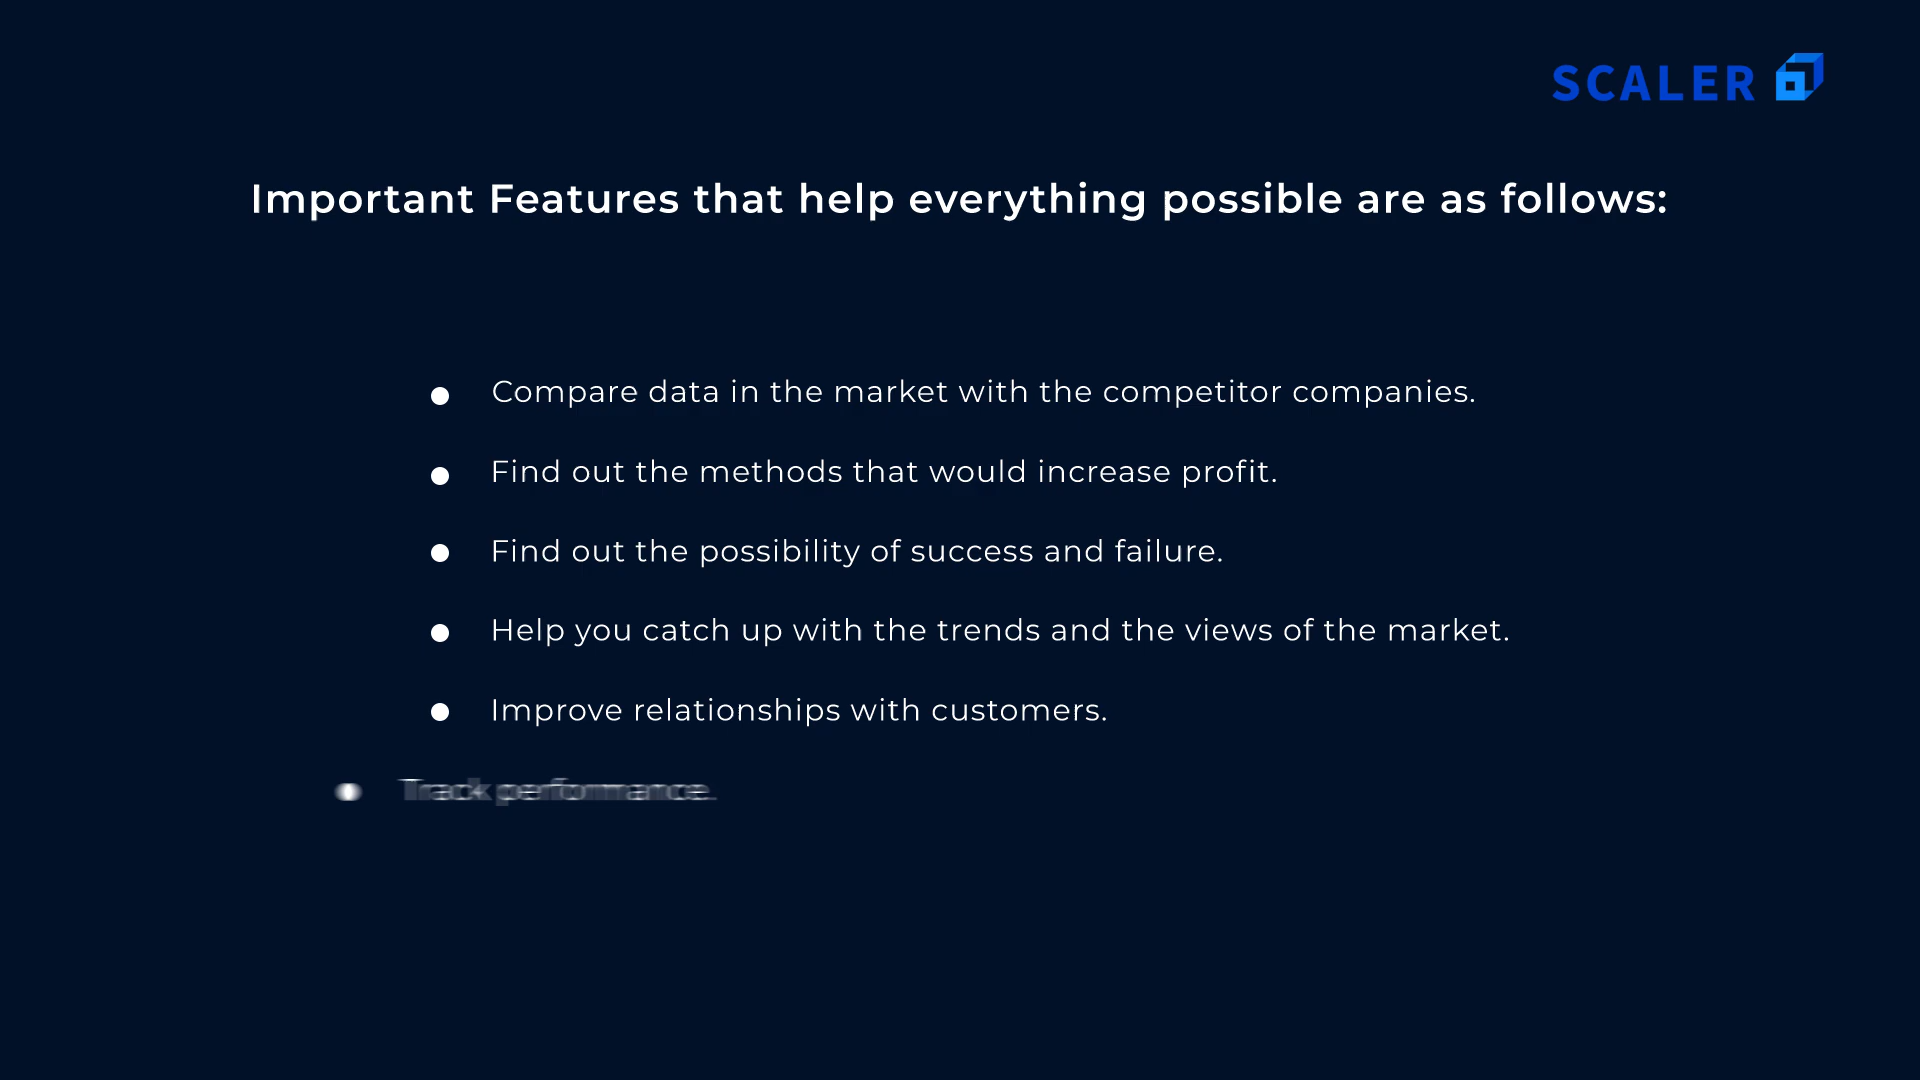 SCALER
Important Features that help everything possible are as follows:
Compare data in the market with the competitor companies.
Find out the methods that would increase profit.
Find out the possibility of success and failure.
Help you catch up with the trends and the views of the market.
Improve relationships with customers.
Track performance.